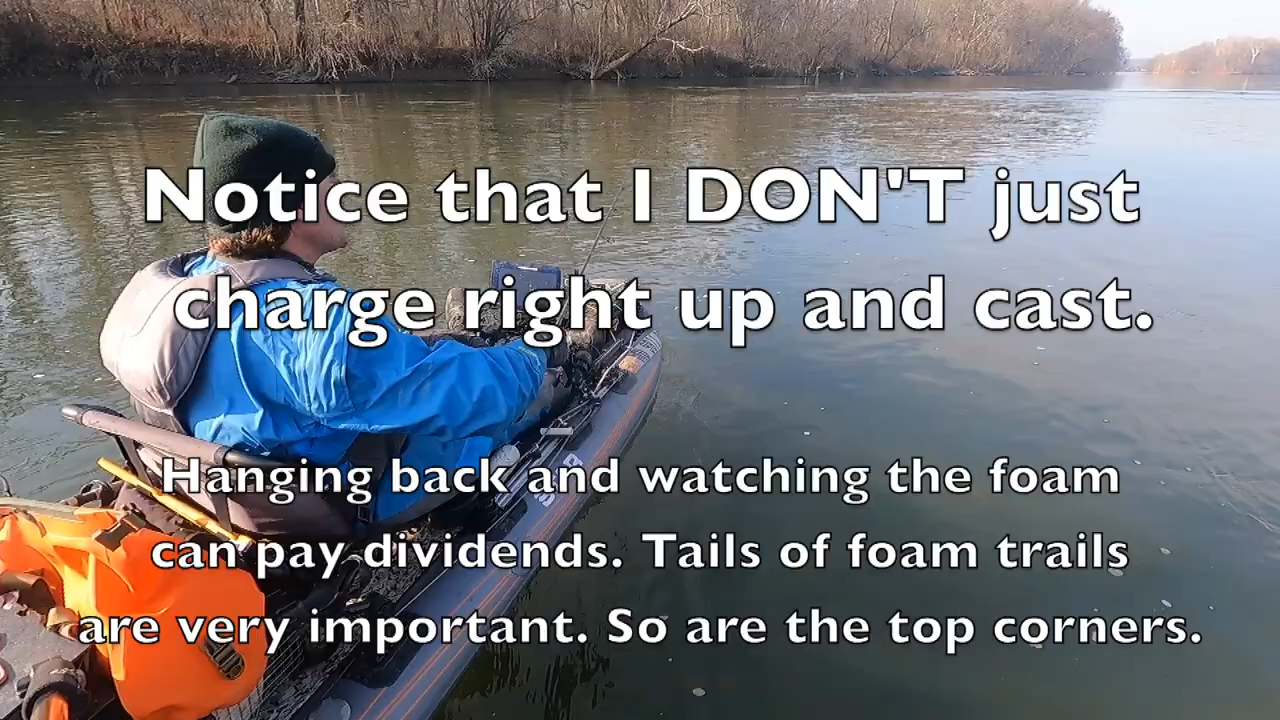 Notice that I DON'T just
charge right up and cast.
Hanging back and watching the foam
can pay dividends. Tails of foam trails
are very important. So are the top corners.